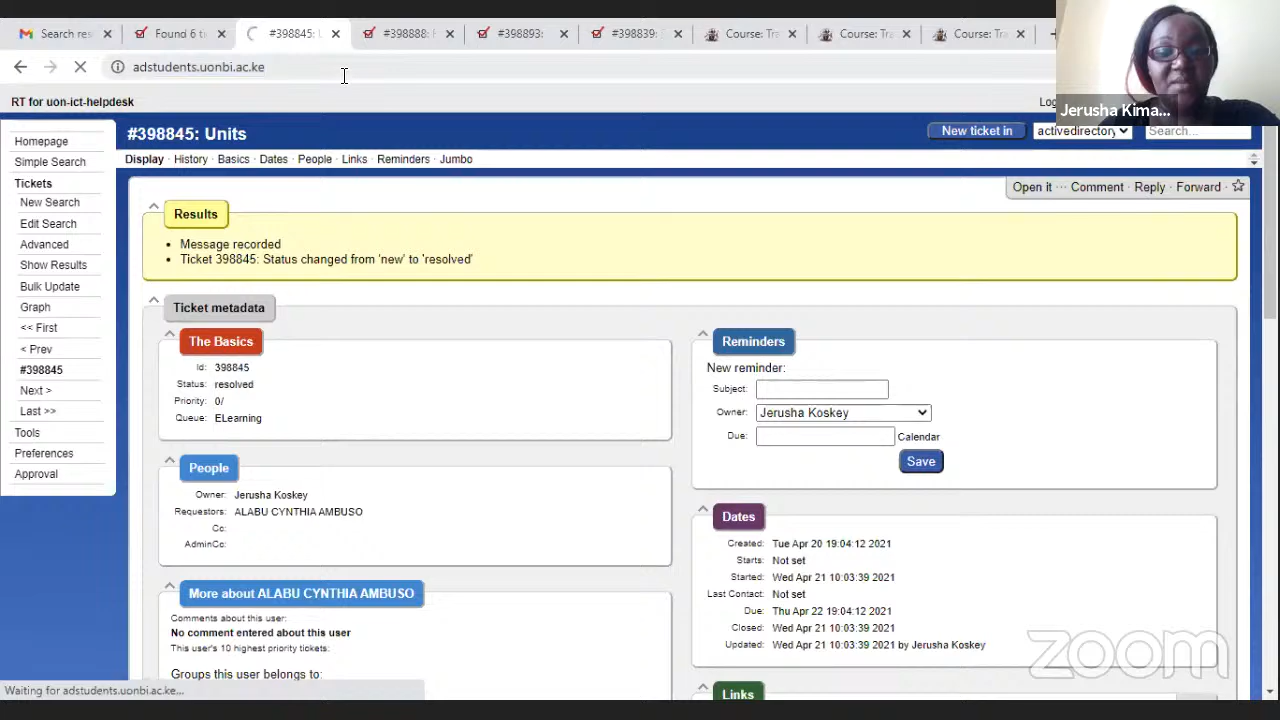 Search res
Found 6 t
#398845: U
#398888: F
#398893:
#398839:
Course: Tra
Course: Tra
Course: Tra
adstudents.uonbi.ac.ke
Jerusha Kima...
RT for uon-ict-helpdesk
#398845: Units
New ticket in
activedirectory
Search...
Display · History · Basics · Dates · People · Links · Reminders · Jumbo
Open it ··· Comment · Reply · Forward ·
Homepage
Simple Search
Tickets
New Search
Edit Search
Advanced
Show Results
Bulk Update
Graph
<< First
< Prev
#398845
Next >
Last >>
Tools
Preferences
Approval
Results
• Message recorded
• Ticket 398845: Status changed from 'new' to 'resolved'
Ticket metadata
The Basics
Id: 398845
Status: resolved
Priority: 0/
Queue: ELearning
People
Owner: Jerusha Koskey
Requestors: ALABU CYNTHIA AMBUSO
Cc:
AdminCc:
More about ALABU CYNTHIA AMBUSO
Comments about this user:
No comment entered about this user
This user's 10 highest priority tickets:
Groups this user belongs to:
Reminders
New reminder:
Subject:
Owner: Jerusha Koskey
Due: Calendar
Save
Dates
Created: Tue Apr 20 19:04:12 2021
Starts: Not set
Started: Wed Apr 21 10:03:39 2021
Last Contact: Not set
Due: Thu Apr 22 19:04:12 2021
Closed: Wed Apr 21 10:03:39 2021
Updated: Wed Apr 21 10:03:39 2021 by Jerusha Koskey
Links
zoom
Waiting for adstudents.uonbi.ac.ke...